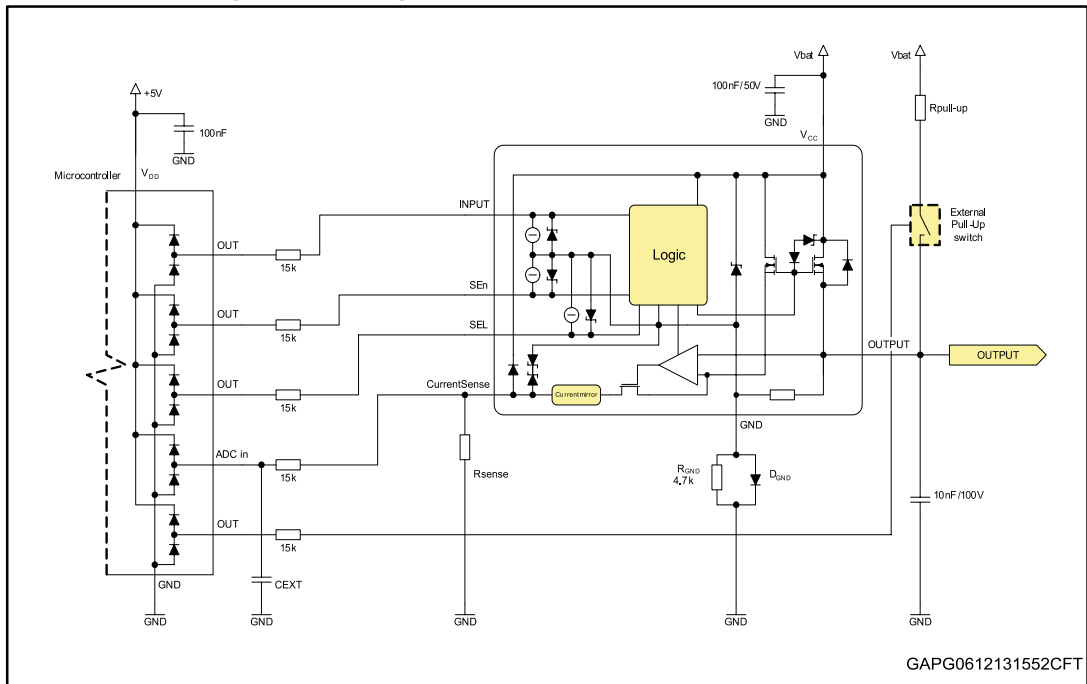 Vbat
Vbat
+5V
100nF/50V
Rpull-up
100nF
GND
GND
VCC
Microcontroller
VDD
INPUT
OUT
15k
Logic
External
Pull-Up
switch
SEn
OUT
15k
SEL
OUT
15k
OUTPUT
OUTPUT
CurrentSense
Currentmirror
GND
ADC in
15k
Rsense
RGND
4.7k
DGND
10nF/100V
OUT
15k
GND
CEXT
GND
GND
GND
GND
GND
GAPG0612131552CFT